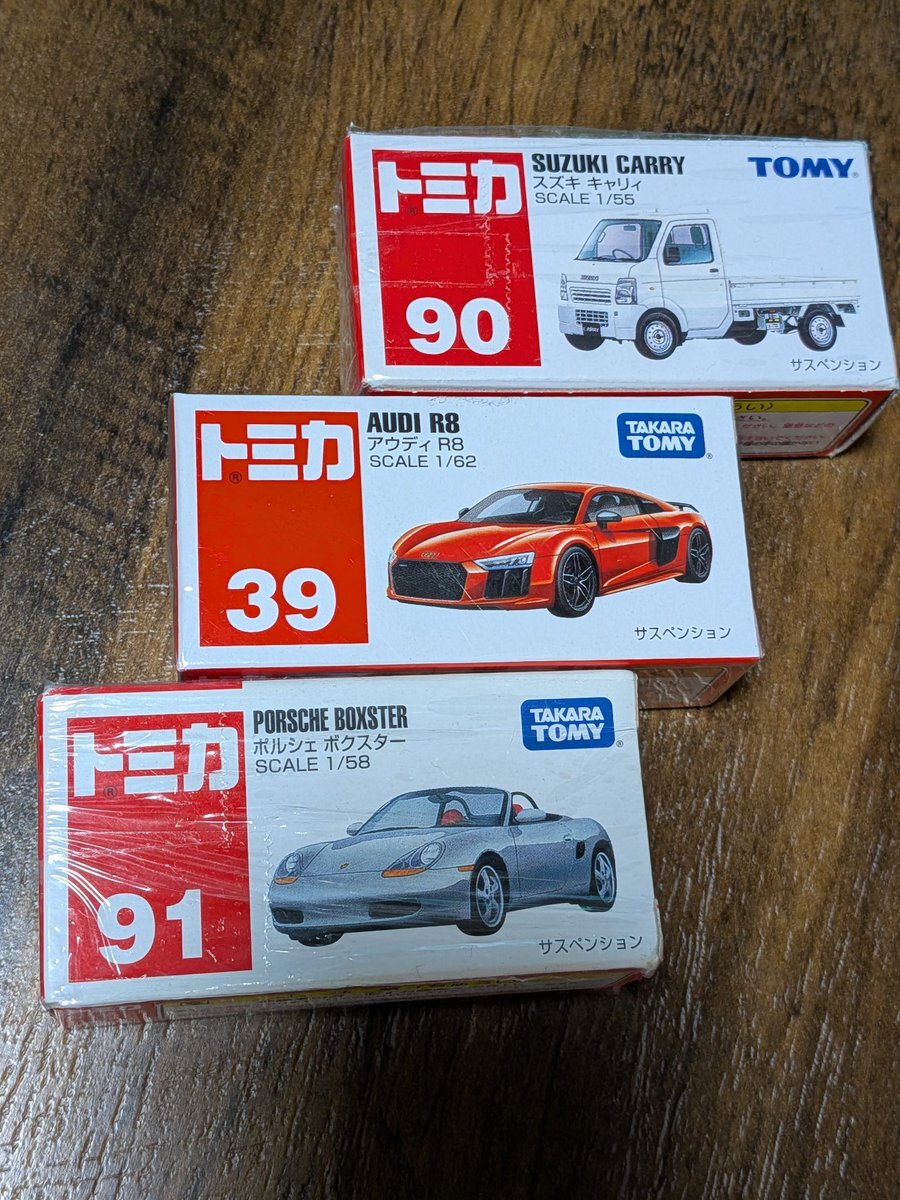 トミカ
90
SUZUKI CARRY
スズキ キャリィ
SCALE 1/55
TOMY
サスペンション
トミカ
39
AUDI R8
アウディ R8
SCALE 1/62
TAKARA
TOMY
サスペンション
トミカ
91
PORSCHE BOXSTER
ポルシェ ボクスター
SCALE 1/58
TAKARA
TOMY
サスペンション